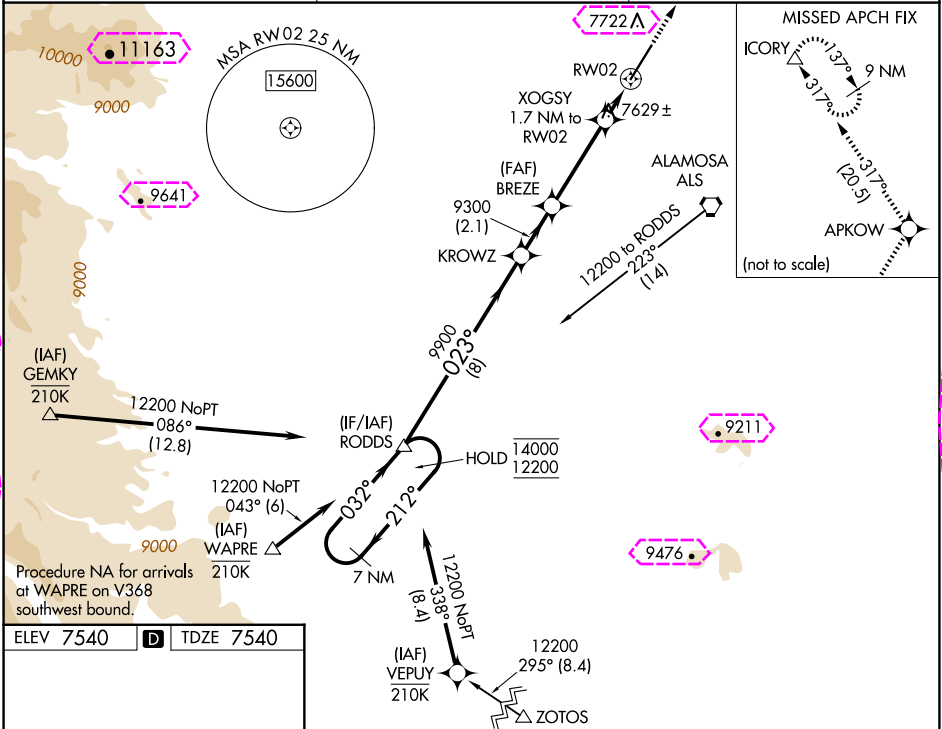 7722
MISSED APCH FIX
10000
11163
MSA RW02 25 NM
ICORY
137°
9 NM
RW02
15600
XOGSY
1.7 NM to
RW02
7629±
317°
9000
(FAF)
BREZE
ALAMOSA
ALS
317°
(20.5)
9641
9300
(2.1)
APKOW
KROWZ
12200 to RODDS
223°
(14)
(not to scale)
9000
9900
023°
(8)
(IAF)
GEMKY
210K
12200 NoPT
086°
(12.8)
(IF/IAF)
RODDS
9211
HOLD
14000
12200
12200 NoPT
043° (6)
032°
212°
(IAF)
WAPRE
210K
9000
7 NM
9476
12200 NoPT
338°
(8.4)
Procedure NA for arrivals
at WAPRE on V368
southwest bound.
ELEV 7540 D TDZE 7540
(IAF)
VEPUY
210K
12200
295° (8.4)
ZOTOS